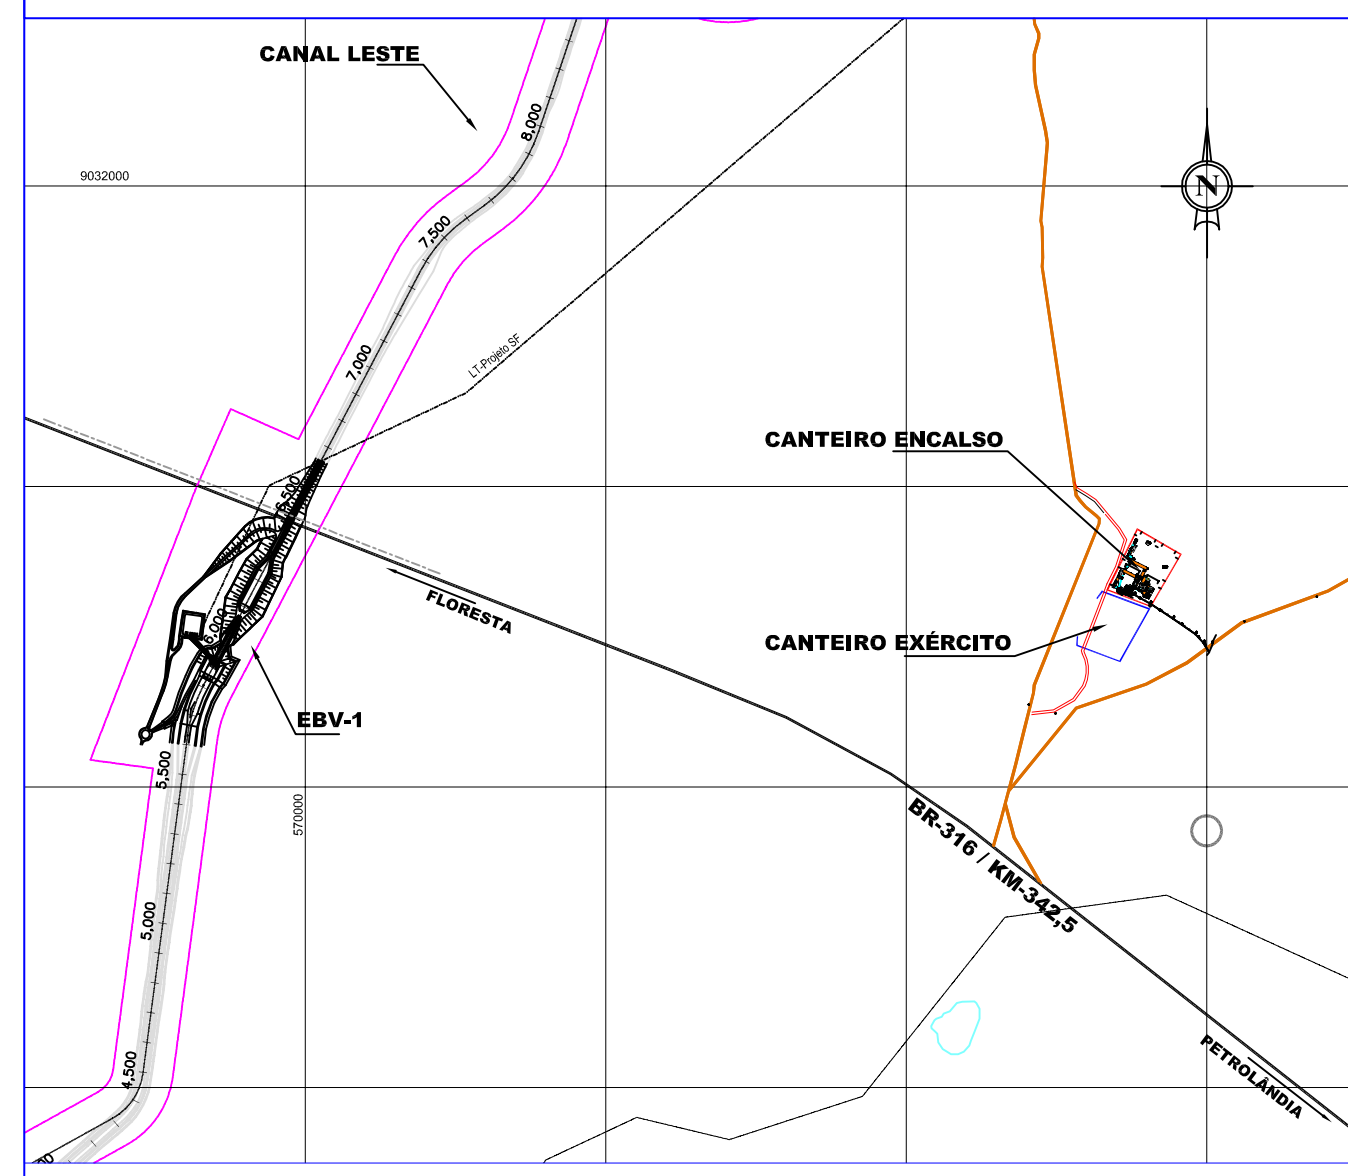 CANAL LESTE
8,000
9032000
N
7,500
7,000
LT-Projeto SF
CANTEIRO ENCALSO
6,500
FLORESTA
6,000
CANTEIRO EXÉRCITO
EBV-1
5,500
570000
BR-316 / KM-342,5
5,000
PETROLÂNDIA
4,500